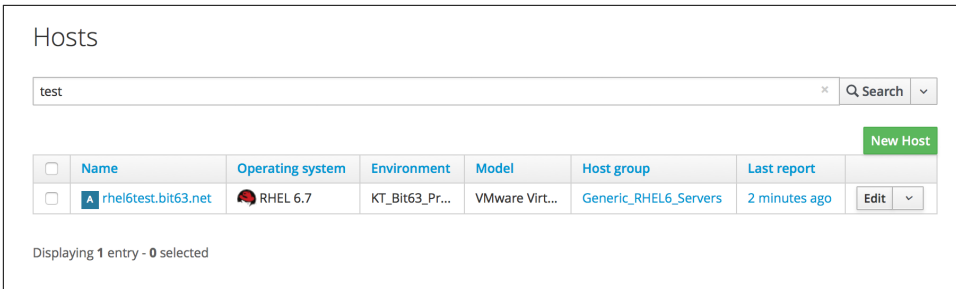 Hosts
test × Search
New Host
Name Operating system Environment Model Host group Last report
A rhel6test.bit63.net RHEL 6.7 KT_Bit63_Pr... VMware Virt... Generic_RHEL6_Servers 2 minutes ago Edit
Displaying 1 entry - 0 selected